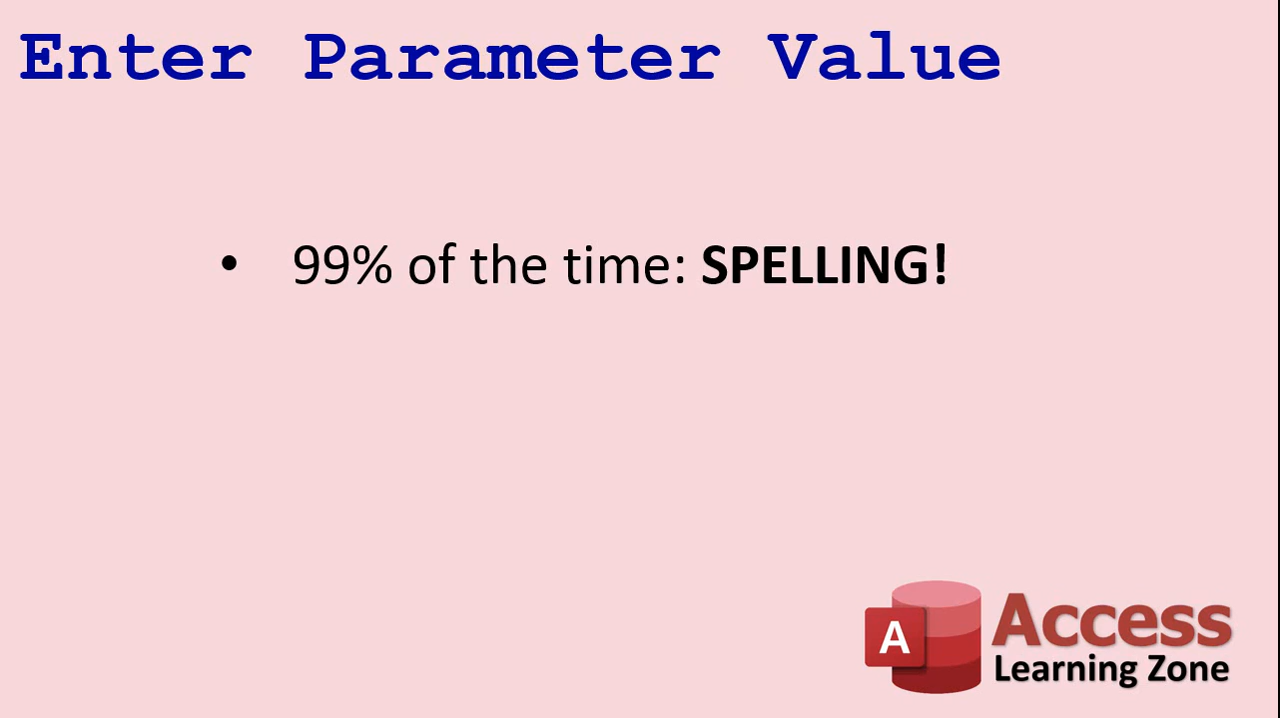 Enter Parameter Value
• 99% of the time: SPELLING!
A
Access
Learning Zone